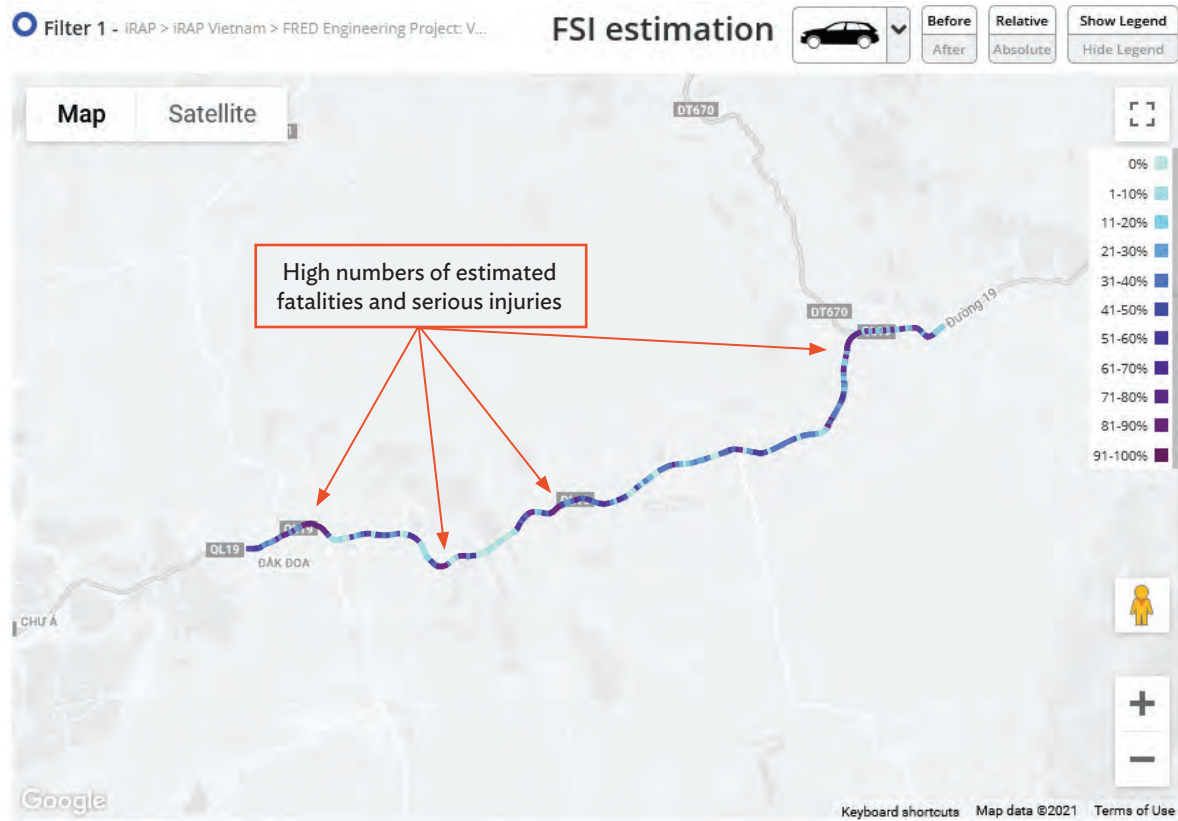 Filter 1 - iRAP > iRAP Vietnam > FRED Engineering Project: V...
FSI estimation
Before
After
Relative
Absolute
Show Legend
Hide Legend
Map
Satellite
DT670
0%
1-10%
11-20%
21-30%
31-40%
41-50%
51-60%
61-70%
71-80%
81-90%
91-100%
High numbers of estimated
fatalities and serious injuries
DT670
Đường 19
QL19
ĐĂK ĐOA
CHƯ Á
Google
Keyboard shortcuts
Map data ©2021
Terms of Use